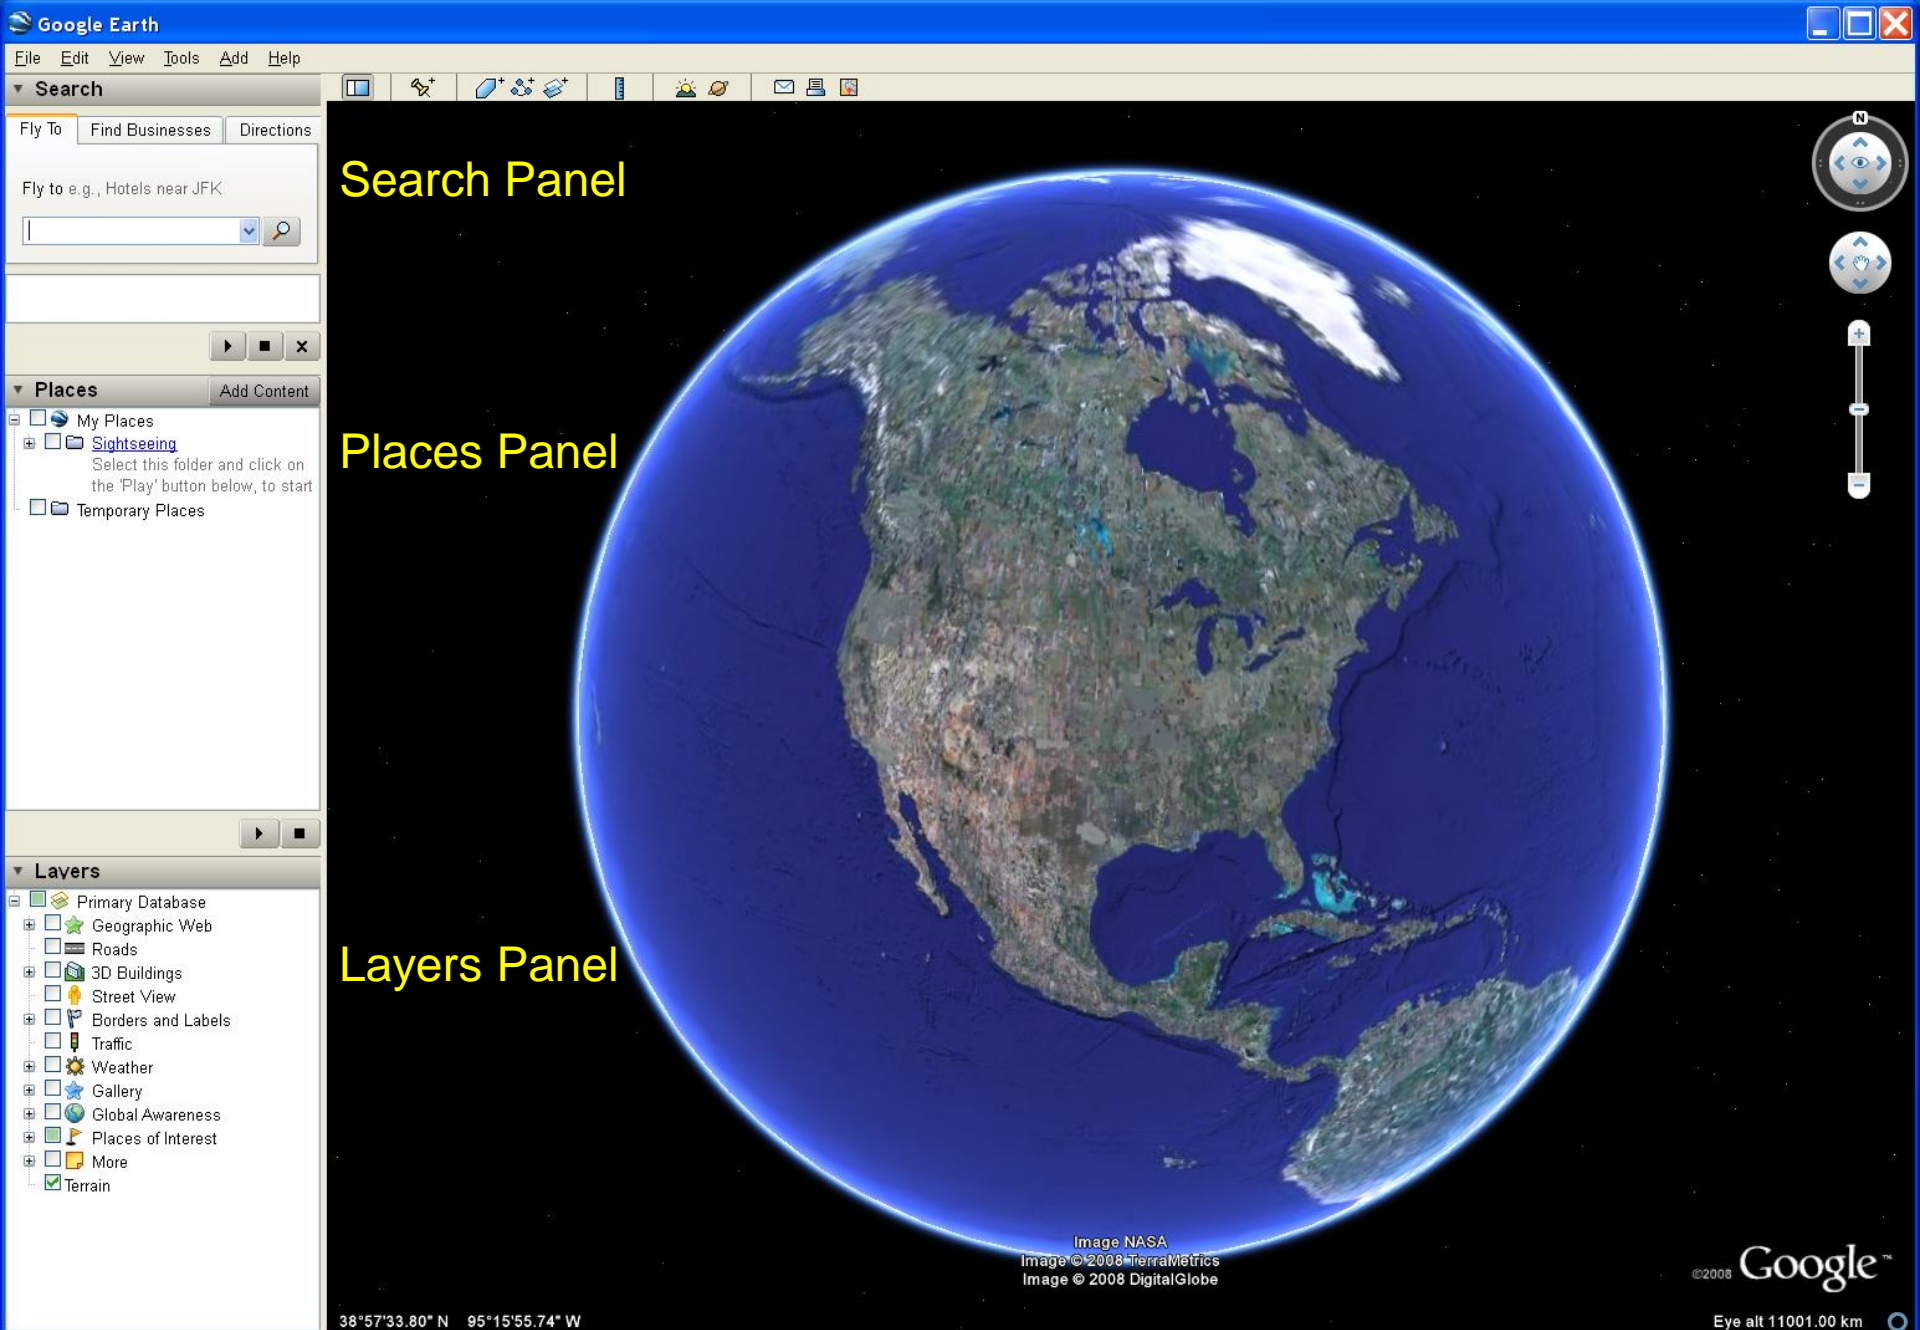 Google Earth
File Edit View Tools Add Help
Search
Fly To Find Businesses Directions
Fly to e.g., Hotels near JFK
Search Panel
N
Places Add Content
My Places
Sightseeing
Select this folder and click on
the 'Play' button below, to start
Temporary Places
Places Panel
Layers
Primary Database
Geographic Web
Roads
3D Buildings
Street View
Borders and Labels
Traffic
Weather
Gallery
Global Awareness
Places of Interest
More
Terrain
Layers Panel
Image NASA
Image © 2008 TerraMetrics
Image © 2008 DigitalGlobe
©2008 Google™
38°57'33.80" N 95°15'55.74" W
Eye alt 11001.00 km